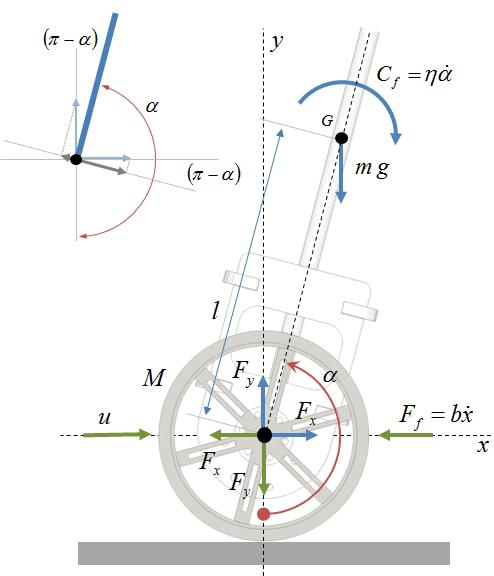 (π − α)
y
α
C_f = ηα̇
G
(π − α)
m g
l
M
F_y
α
u
F_x
F_f = bẋ
x
F_x
F_y